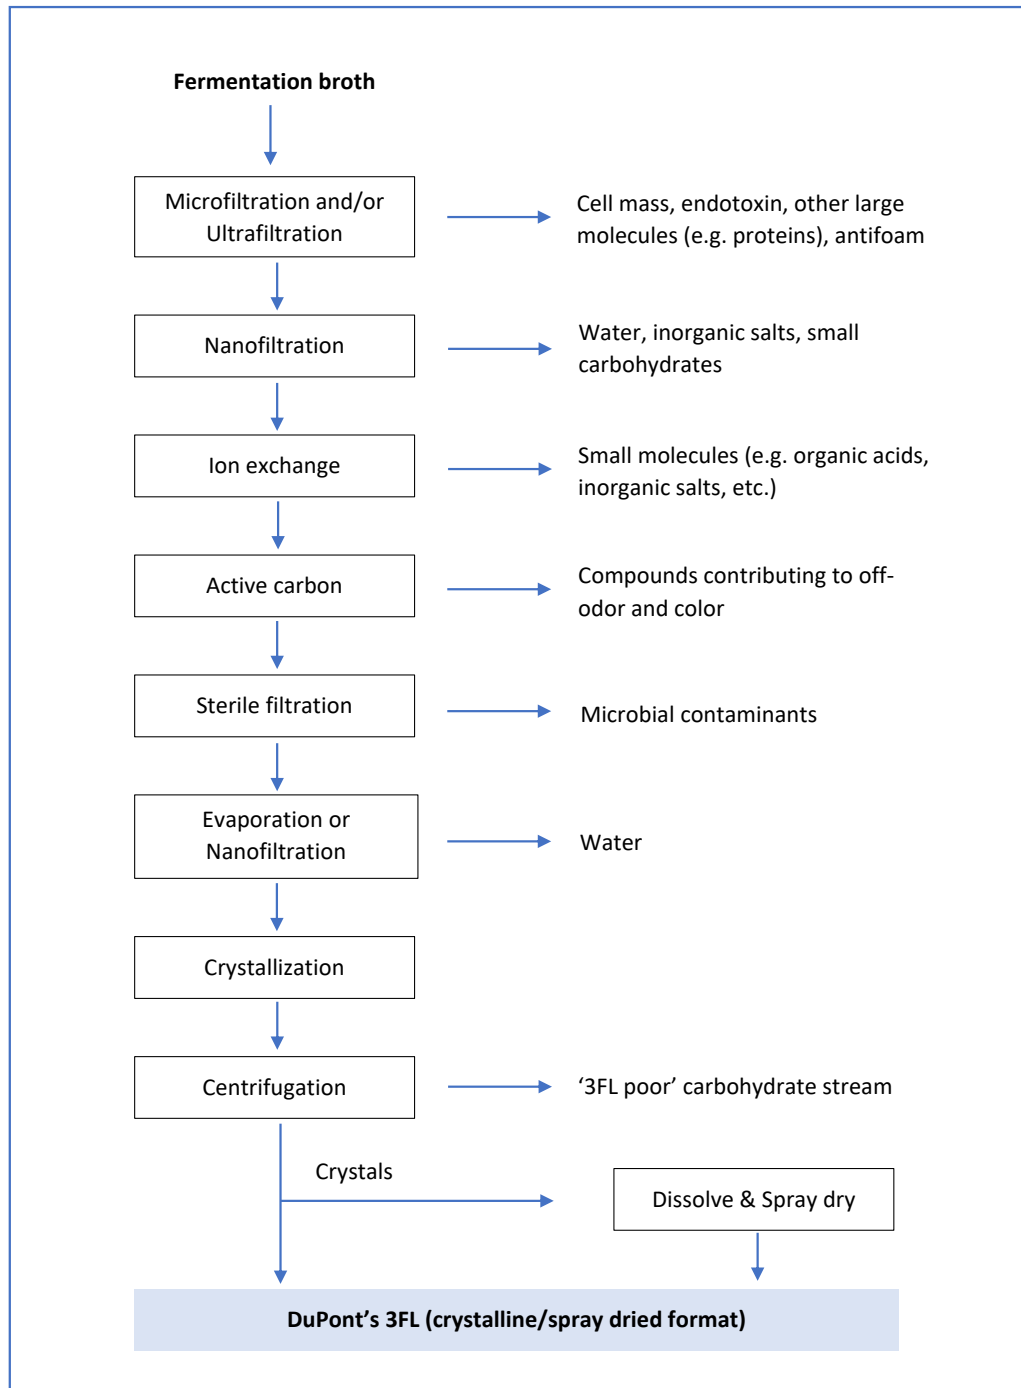 Fermentation broth
Microfiltration and/or
Ultrafiltration
Cell mass, endotoxin, other large
molecules (e.g. proteins), antifoam
Nanofiltration
Water, inorganic salts, small
carbohydrates
Ion exchange
Small molecules (e.g. organic acids,
inorganic salts, etc.)
Active carbon
Compounds contributing to off-
odor and color
Sterile filtration
Microbial contaminants
Evaporation or
Nanofiltration
Water
Crystallization
Centrifugation
‘3FL poor’ carbohydrate stream
Crystals
Dissolve & Spray dry
DuPont’s 3FL (crystalline/spray dried format)